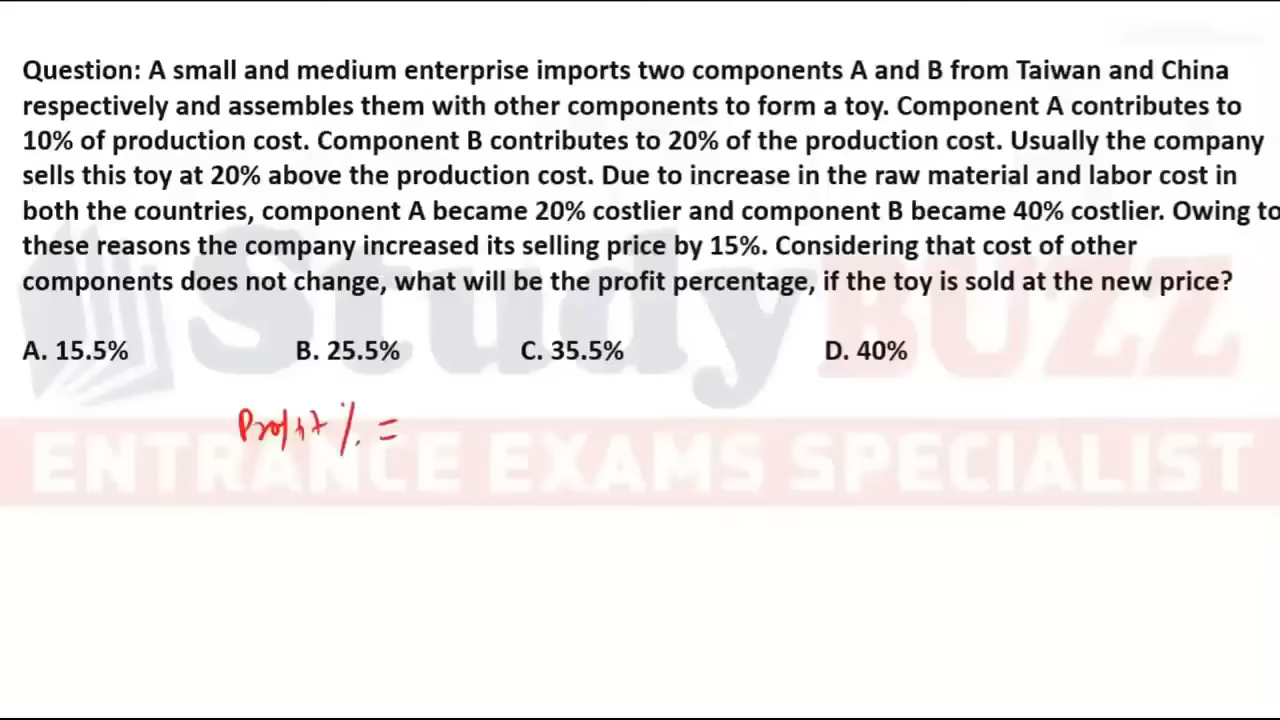 Question: A small and medium enterprise imports two components A and B from Taiwan and China
respectively and assembles them with other components to form a toy. Component A contributes to
10% of production cost. Component B contributes to 20% of the production cost. Usually the company
sells this toy at 20% above the production cost. Due to increase in the raw material and labor cost in
both the countries, component A became 20% costlier and component B became 40% costlier. Owing to
these reasons the company increased its selling price by 15%. Considering that cost of other
components does not change, what will be the profit percentage, if the toy is sold at the new price?
StudyBUZZ
A. 15.5% B. 25.5% C. 35.5% D. 40%
Profit % =
ENTRANCE EXAMS SPECIALIST